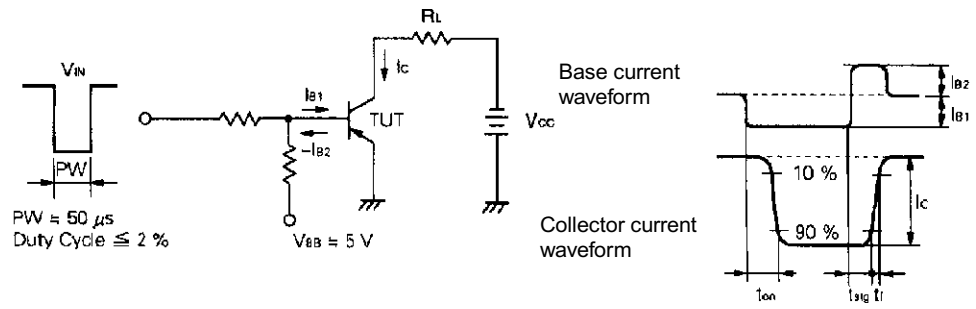 VIN
PW
PW ≒ 50 μs
Duty Cycle ≦ 2 %
IB1
−IB2
VBB ≒ 5 V
TUT
IC
RL
VCC
Base current
waveform
IB2
IB1
Collector current
waveform
10 %
90 %
IC
ton
tstg tf